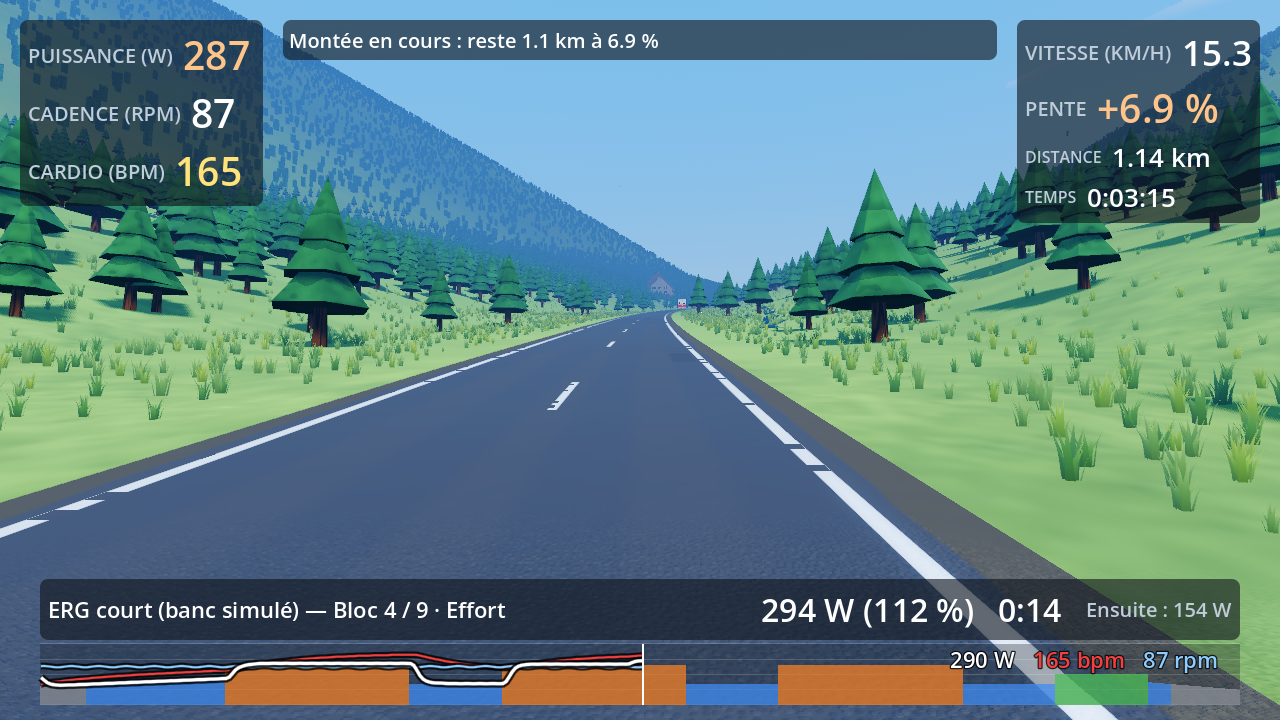 PUISSANCE (W) 287
CADENCE (RPM) 87
CARDIO (BPM) 165
Montée en cours : reste 1.1 km à 6.9 %
VITESSE (KM/H) 15.3
PENTE +6.9 %
DISTANCE 1.14 km
TEMPS 0:03:15
ERG court (banc simulé) — Bloc 4 / 9 · Effort 294 W (112 %) 0:14 Ensuite : 154 W
290 W 165 bpm 87 rpm